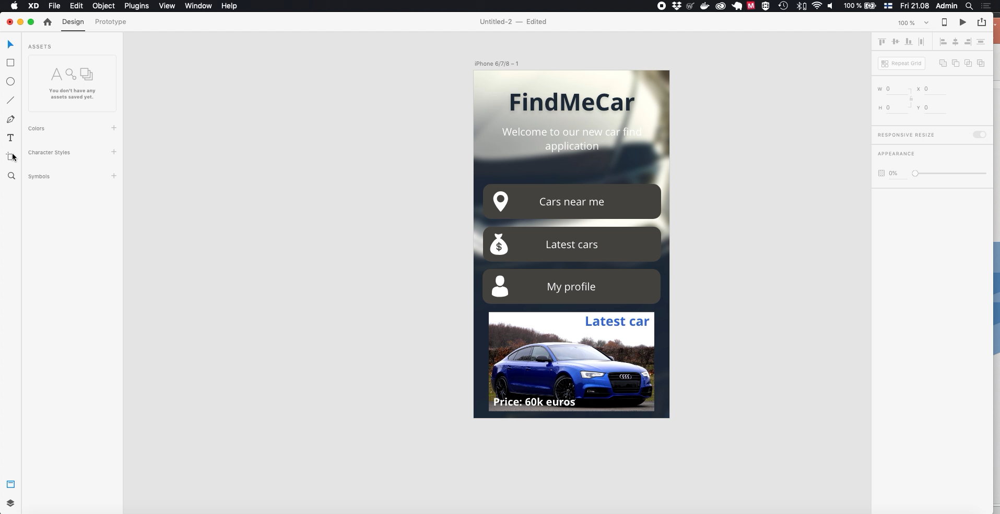 XD File Edit Object Plugins View Window Help
100 % Fri 21.08 Admin
Design Prototype
Untitled-2 — Edited
100 %
ASSETS
You don't have any
assets saved yet.
Colors
Character Styles
Symbols
iPhone 6/7/8 – 1
FindMeCar
Welcome to our new car find
application
Cars near me
$
Latest cars
My profile
Latest car
Price: 60k euros
Repeat Grid
W 0 X 0
H 0 Y 0
RESPONSIVE RESIZE
APPEARANCE
0%